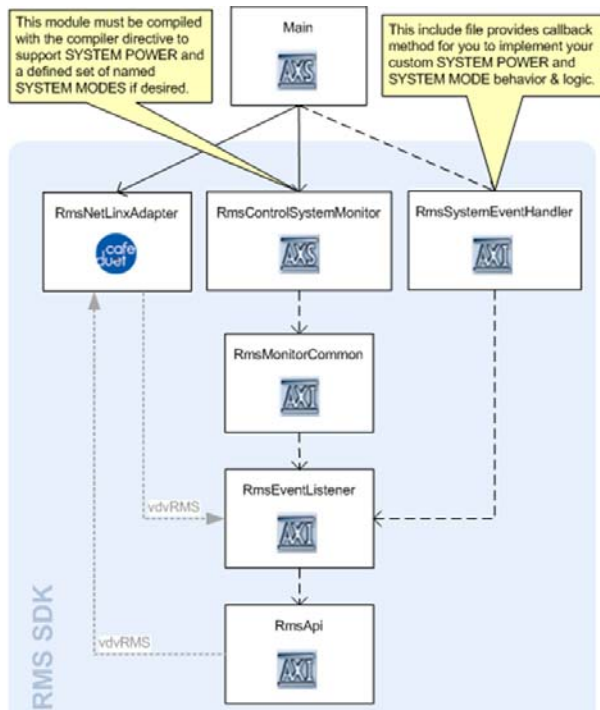 This module must be compiled
with the compiler directive to
support SYSTEM POWER and
a defined set of named
SYSTEM MODES if desired.
Main
AXS
This include file provides callback
method for you to implement your
custom SYSTEM POWER and
SYSTEM MODE behavior & logic.
RmsNetLinxAdapter
cafe
duet
RmsControlSystemMonitor
AXS
RmsSystemEventHandler
AXI
RmsMonitorCommon
AXI
RmsEventListener
AXI
vdvRMS
RmsApi
AXI
vdvRMS
RMS SDK